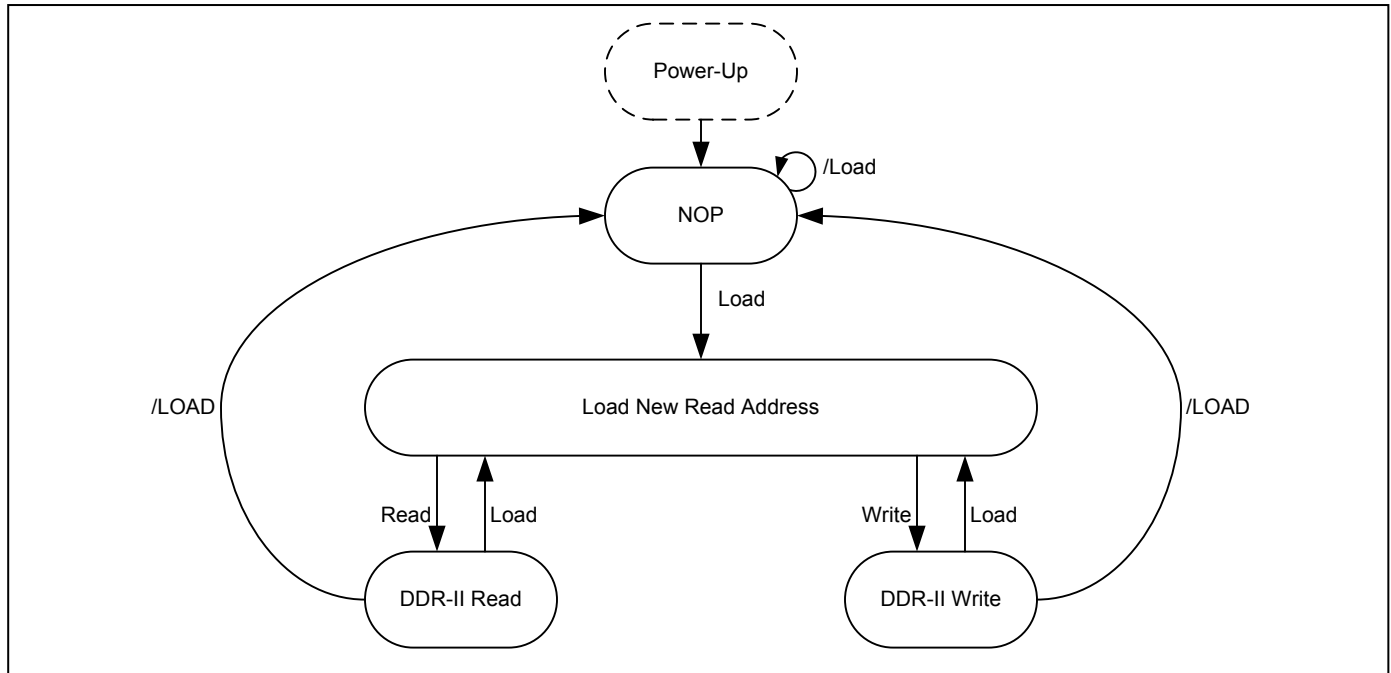 Power-Up
/Load
NOP
Load
/LOAD
Load New Read Address
/LOAD
Read
Load
Write
Load
DDR-II Read
DDR-II Write